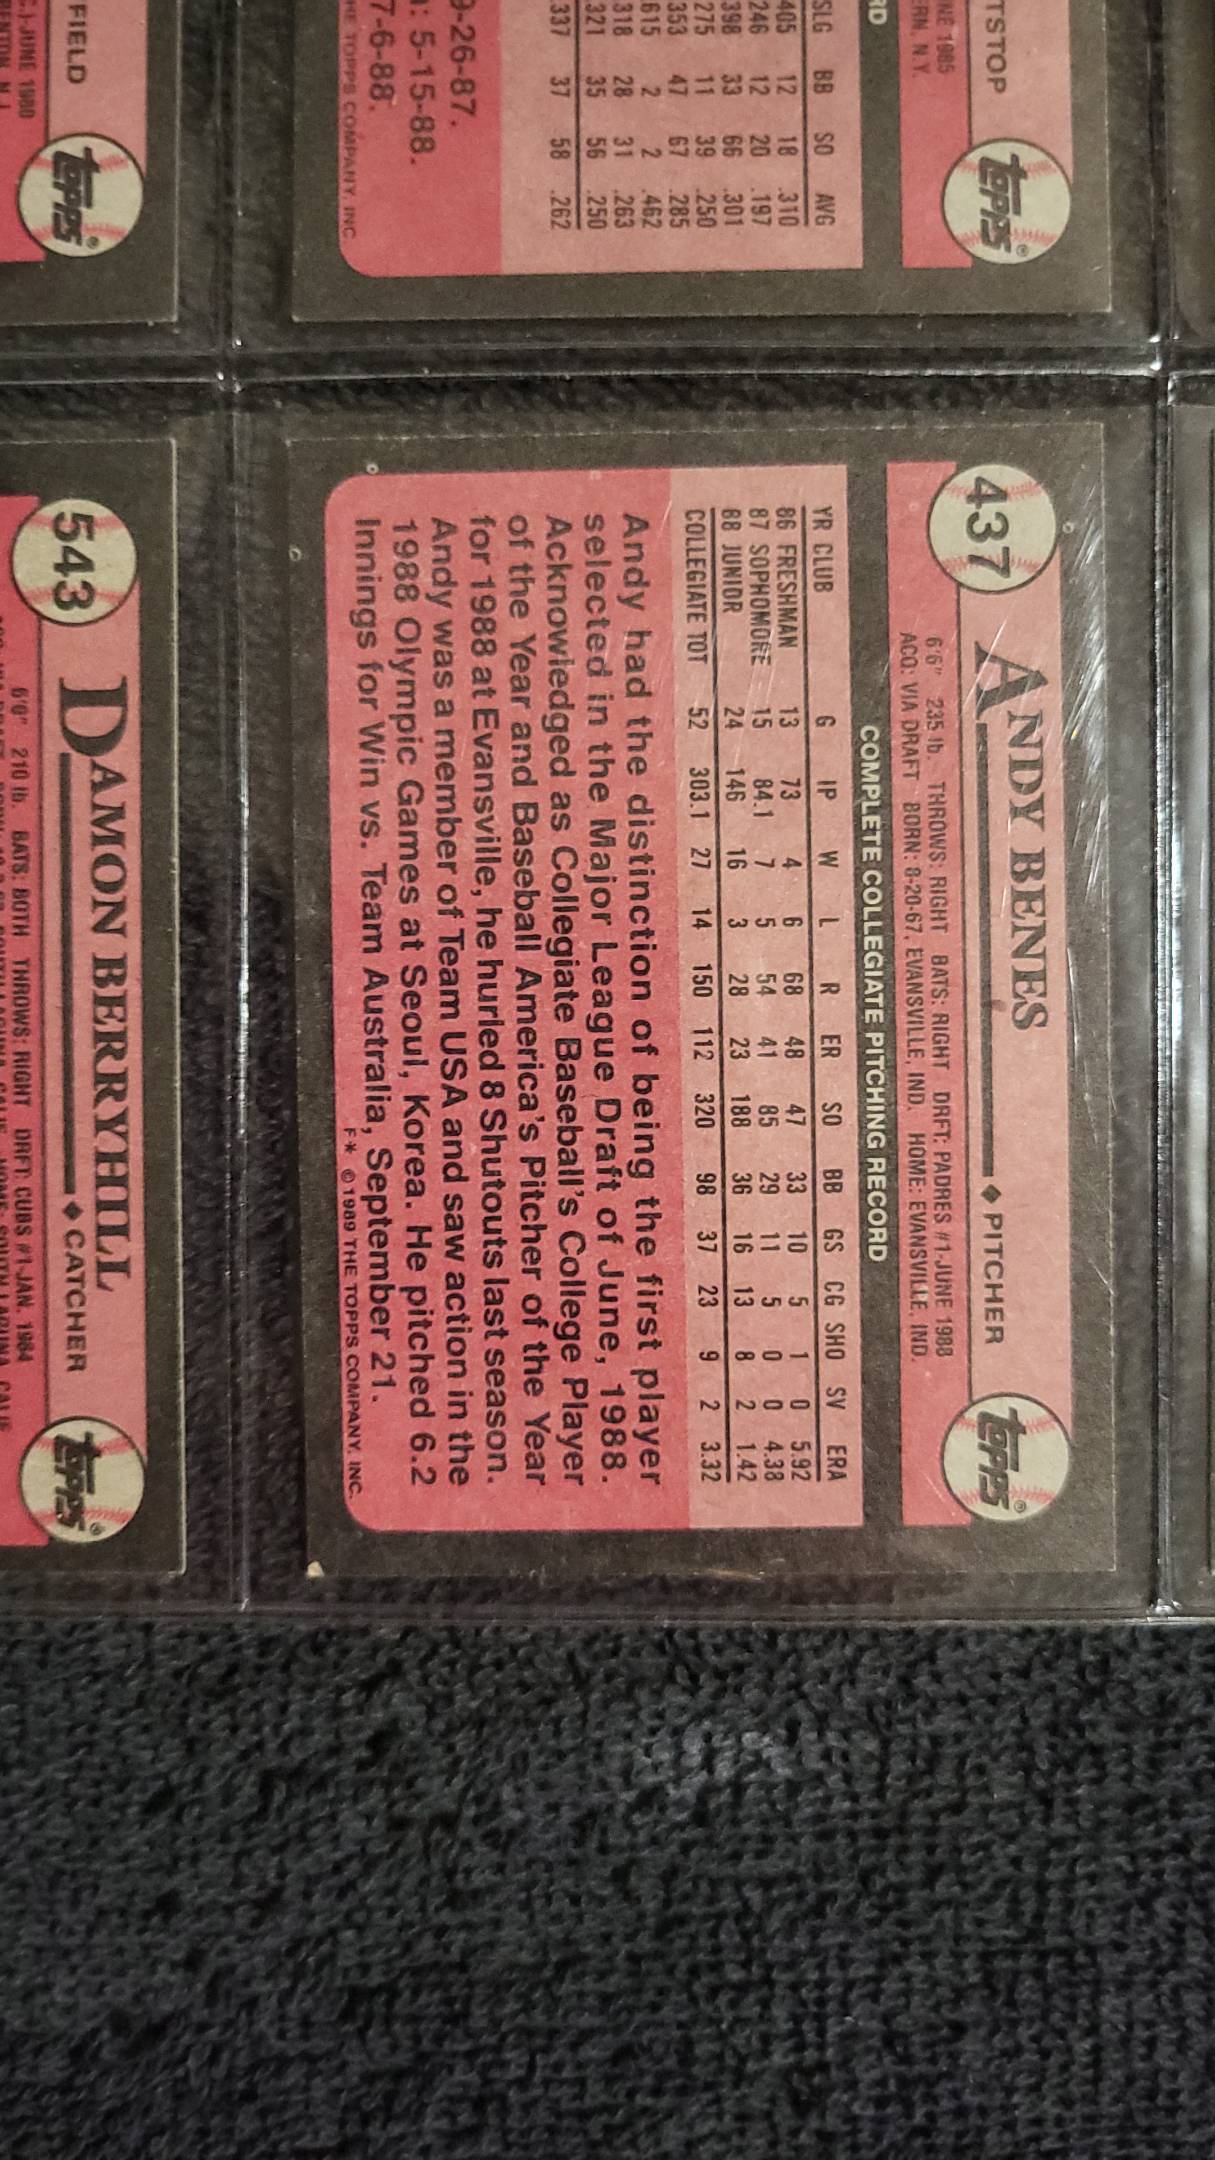 SLG BB SO AVG
405 12 18 .310
246 12 20 .197
398 33 66 .301
275 11 39 .250
353 47 67 .285
615 2 2 .462
318 28 31 .263
321 35 56 .250
.337 37 58 .262
9-26-87.
: 5-15-88.
7-6-88.
HE TOPPS COMPANY, INC.
TSTOP
topps®
NE 1985
ERN, N.Y.
RD
FIELD
topps®
JUNE 1980
437
ANDY BENES
PITCHER
topps®
6'6" 235 lb. THROWS: RIGHT BATS: RIGHT DRFT: PADRES #1-JUNE 1988
ACQ: VIA DRAFT BORN: 8-20-67, EVANSVILLE, IND. HOME: EVANSVILLE, IND.
COMPLETE COLLEGIATE PITCHING RECORD
YR CLUB G IP W L R ER SO BB GS CG SHO SV ERA
86 FRESHMAN 13 73 4 6 68 48 47 33 10 5 1 0 5.92
87 SOPHOMORE 15 84.1 7 5 54 41 85 29 11 5 0 0 4.38
88 JUNIOR 24 146 16 3 28 23 188 36 16 13 8 2 1.42
COLLEGIATE TOT 52 303.1 27 14 150 112 320 98 37 23 9 2 3.32
Andy had the distinction of being the first player
selected in the Major League Draft of June, 1988.
Acknowledged as Collegiate Baseball's College Player
of the Year and Baseball America's Pitcher of the Year
for 1988 at Evansville, he hurled 8 Shutouts last season.
Andy was a member of Team USA and saw action in the
1988 Olympic Games at Seoul, Korea. He pitched 6.2
Innings for Win vs. Team Australia, September 21.
F* ©1989 THE TOPPS COMPANY, INC.
543
DAMON BERRYHILL
CATCHER
topps®
6'0" 210 lb. BATS: BOTH THROWS: RIGHT DRFT: CUBS #1-JAN. 1984